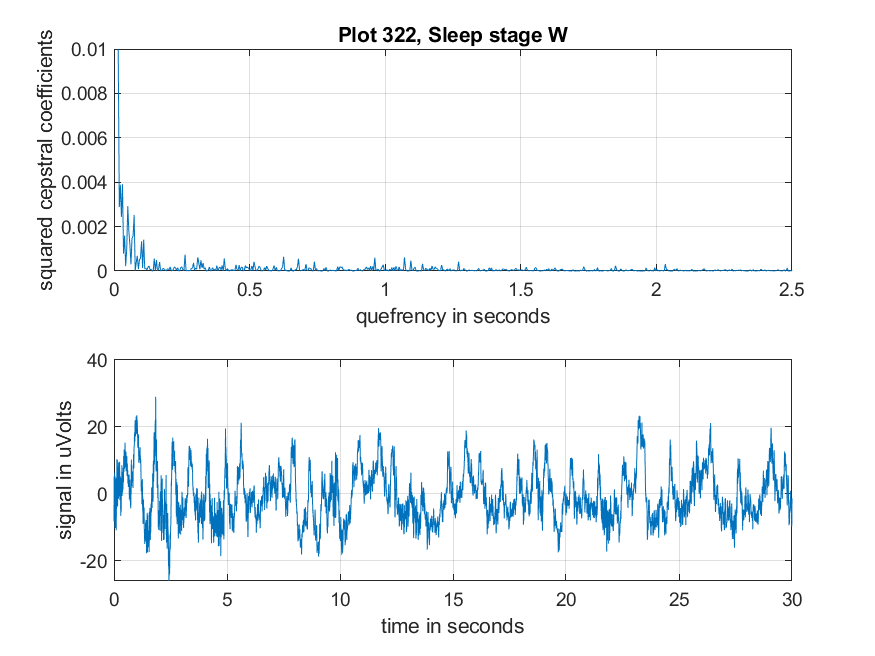 Plot 322, Sleep stage W
squared cepstral coefficients
0.01
0.008
0.006
0.004
0.002
0
0 0.5 1 1.5 2 2.5
quefrency in seconds
signal in uVolts
40
20
0
-20
0 5 10 15 20 25 30
time in seconds